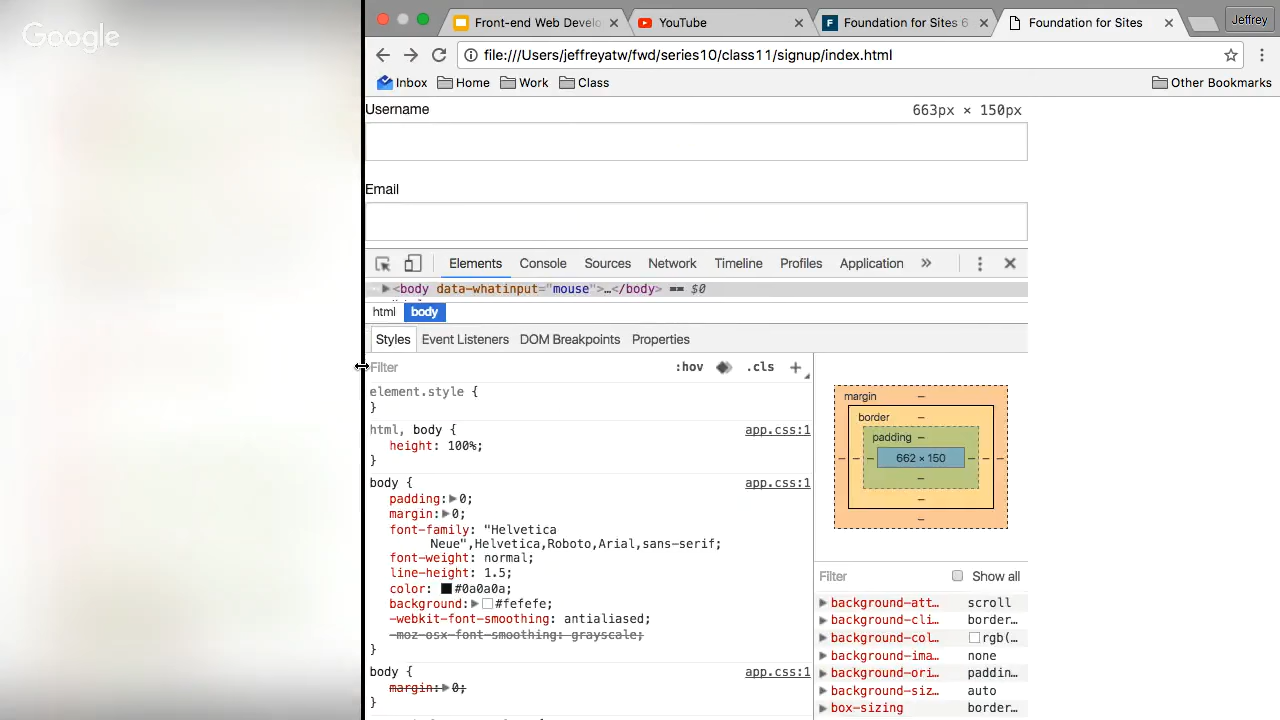 Google
Front-end Web Develo
YouTube
Foundation for Sites 6
Foundation for Sites
Jeffrey
file:///Users/jeffreyatw/fwd/series10/class11/signup/index.html
Inbox
Home
Work
Class
Other Bookmarks
Username
663px × 150px
Email
Elements
Console
Sources
Network
Timeline
Profiles
Application
»
<body data-whatinput="mouse">…</body> == $0
html
body
Styles
Event Listeners
DOM Breakpoints
Properties
Filter
:hov
.cls
+
element.style {
}
html, body {
app.css:1
height: 100%;
}
body {
app.css:1
padding: 0;
margin: 0;
font-family: "Helvetica
Neue",Helvetica,Roboto,Arial,sans-serif;
font-weight: normal;
line-height: 1.5;
color: #0a0a0a;
background: #fefefe;
-webkit-font-smoothing: antialiased;
-moz-osx-font-smoothing: grayscale;
}
body {
app.css:1
margin: 0;
}
margin –
border –
padding –
– – – 662 × 150 – – –
–
–
–
Filter
Show all
background-att… scroll
background-cli… border…
background-col… rgb(…
background-ima… none
background-ori… paddin…
background-siz… auto
box-sizing border…